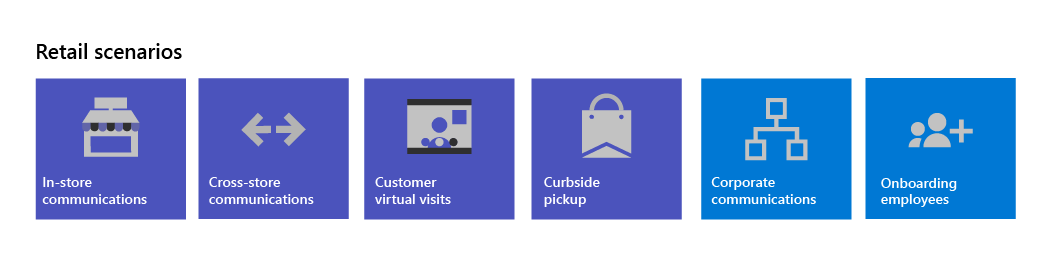 Retail scenarios
In-store
communications
Cross-store
communications
Customer
virtual visits
Curbside
pickup
Corporate
communications
Onboarding
employees